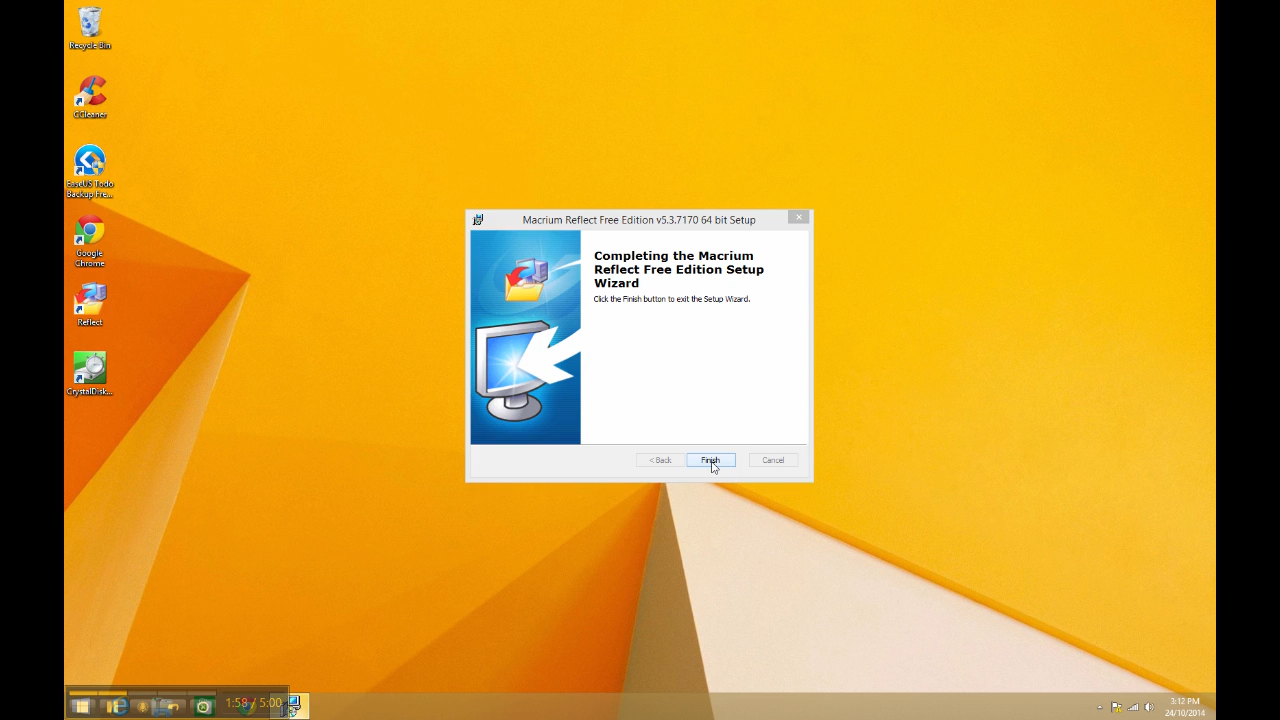 Recycle Bin
CCleaner
EaseUS Todo
Backup Fre...
Google
Chrome
Reflect
CrystalDisk...
Macrium Reflect Free Edition v5.3.7170 64 bit Setup
Completing the Macrium
Reflect Free Edition Setup
Wizard
Click the Finish button to exit the Setup Wizard.
< Back
Finish
Cancel
1:58 / 5:00
3:12 PM
24/10/2014